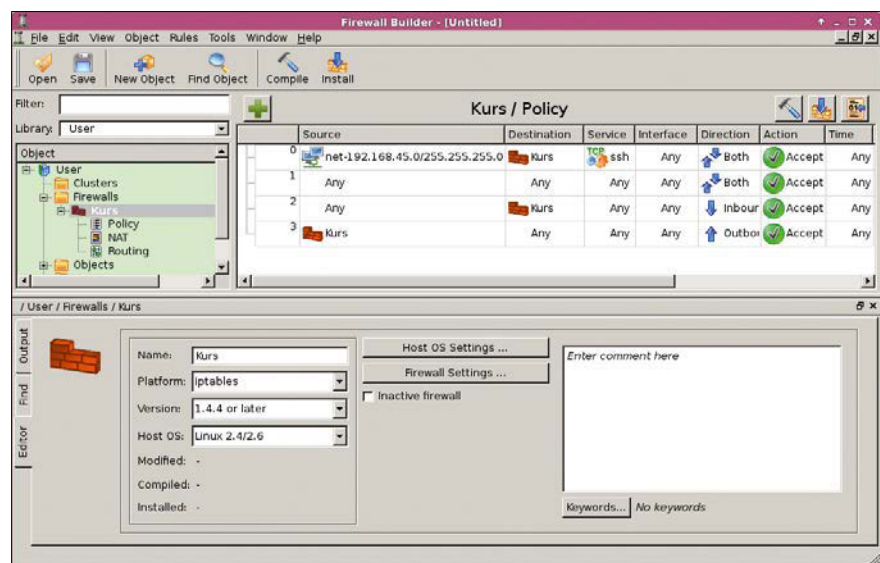 Firewall Builder - [Untitled]
File Edit View Object Rules Tools Window Help
Open Save New Object Find Object Compile Install
Filter:
Kurs / Policy
Library: User
Source Destination Service Interface Direction Action Time
Object
User
Clusters
Firewalls
Kurs
Policy
NAT
Routing
Objects
0 net-192.168.45.0/255.255.255.0 Kurs TCP ssh Any Both Accept Any
1 Any Any Any Any Both Accept Any
2 Any Kurs Any Any Inbour Accept Any
3 Kurs Any Any Any Outbo Accept Any
/ User / Firewalls / Kurs
Output
Find
Editor
Name: Kurs
Platform: iptables
Version: 1.4.4 or later
Host OS: Linux 2.4/2.6
Modified: -
Compiled: -
Installed: -
Host OS Settings ...
Firewall Settings ...
Inactive firewall
Enter comment here
Keywords... No keywords